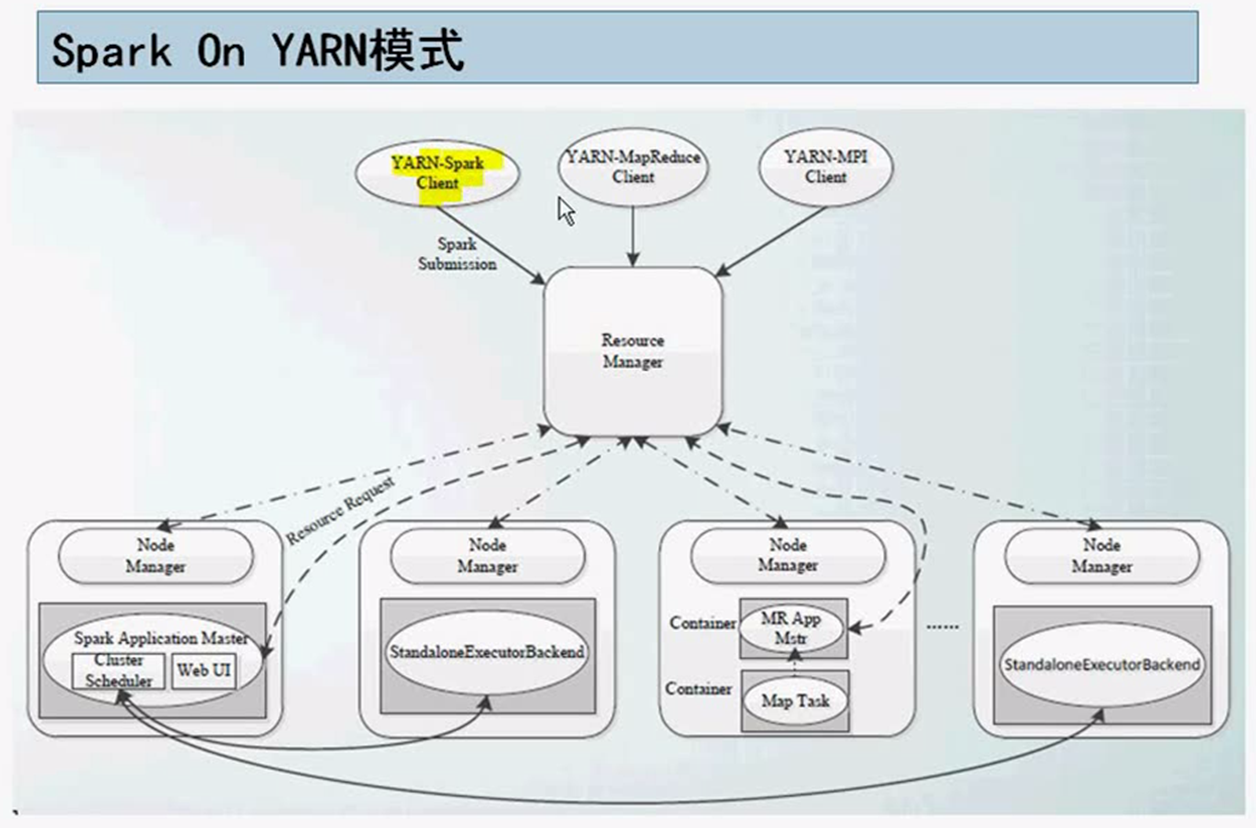 Spark On YARN模式
YARN-Spark
Client
YARN-MapReduce
Client
YARN-MPI
Client
Spark
Submission
Resource
Manager
Resource Request
Node
Manager
Spark Application Master
Cluster
Scheduler
Web UI
Node
Manager
StandaloneExecutorBackend
Node
Manager
Container
MR App
Mstr
Container
Map Task
......
Node
Manager
StandaloneExecutorBackend